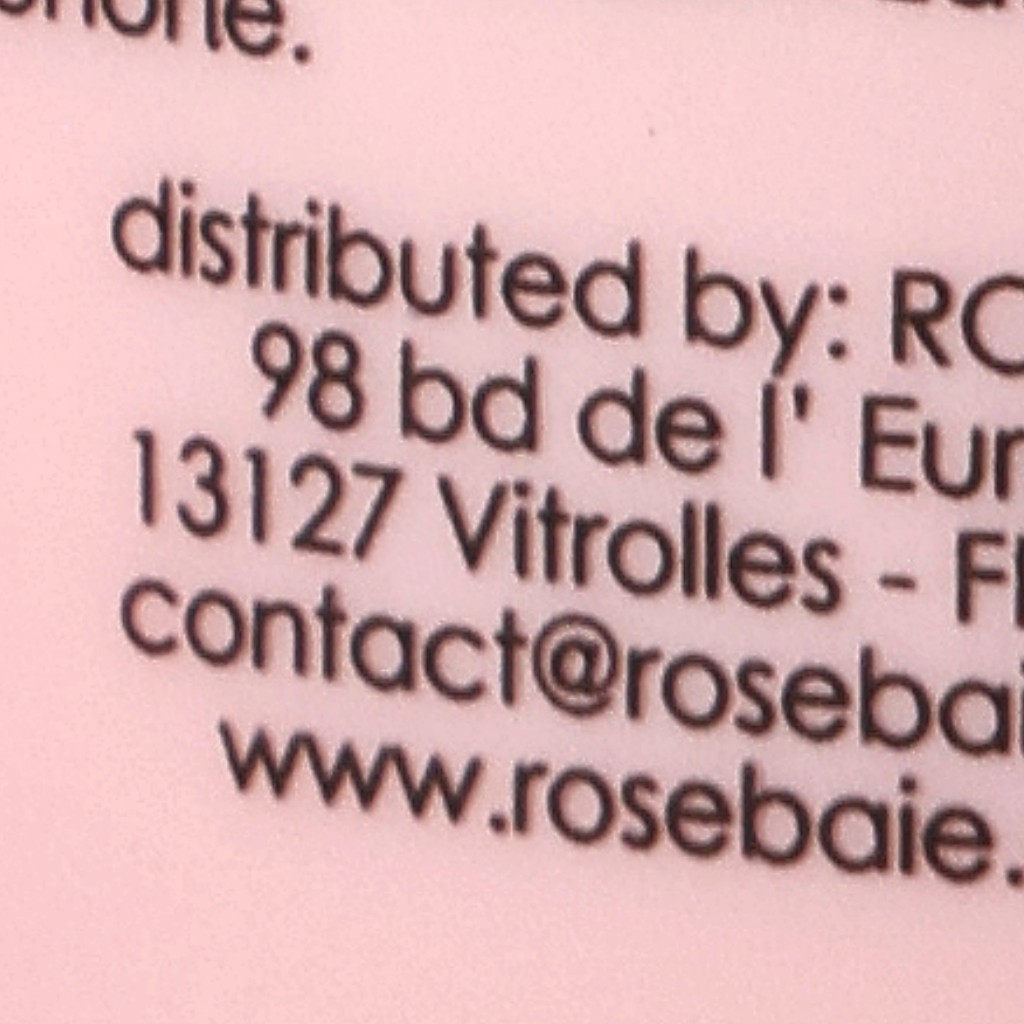 distributed by:
98 bd de l'
13127 Vitrolles -
contact@rosebai
www.rosebaie.